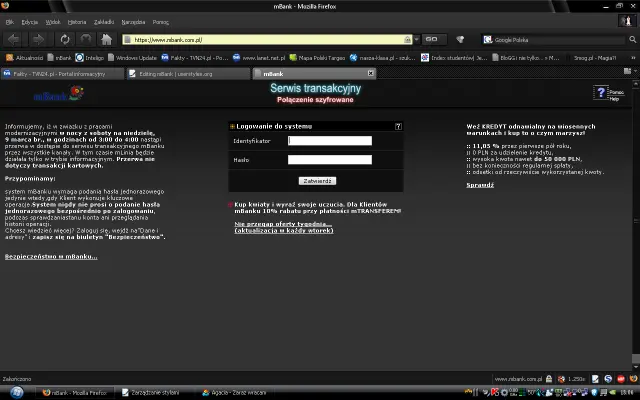 mBank - Mozilla Firefox
Plik Edycja Widok Historia Zakładki Narzędzia Pomoc
https://www.mbank.com.pl/
GO
Google Polska
Aktualności mBank Inteligo Windows Update Fakty - TVN24.pl - Po... www.lanet.net.pl Mapa Polski Targeo nasza-klasa.pl - szuk... Index studentów! Je... BloGG i nie tylko... » M... Smog.pl - Magia!!
Fakty - TVN24.pl - Portal informacyjny
Editing mBank | userstyles.org
mBank
mBank
Serwis transakcyjny
Połączenie szyfrowane
Pomoc
Help
Informujemy, iż w związku z pracami
modernizacyjnymi w nocy z soboty na niedzielę,
9 marca br., w godzinach od 3:00 do 4:00 nastąpi
przerwa w dostępie do serwisu transakcyjnego mBanku
przez wszystkie kanały. W tym czasie mLinia będzie
działała tylko w trybie informacyjnym. Przerwa nie
dotyczy transakcji kartowych.
Przypominamy:
system mBanku wymaga podania hasła jednorazowego
jedynie wtedy,gdy Klient wykonuje kluczowe
operacje.System nigdy nie prosi o podanie hasła
jednorazowego bezpośrednio po zalogowaniu,
podczas sprawdzania stanu konta ani przeglądania
historii operacji.
Chcesz wiedzieć więcej? Zaloguj się, wejdź na"Dane i
adresy" i zapisz się na biuletyn "Bezpieczeństwo".
Bezpieczeństwo w mBanku...
Logowanie do systemu ?
Identyfikator
Hasło
Zatwierdź
Kup kwiaty i wyraź swoje uczucia. Dla Klientów
mBanku 10% rabatu przy płatności mTRANSFEREM!
Nie przegap oferty tygodnia...
(aktualizacja w każdy wtorek)
Weź KREDYT odnawialny na wiosennych
warunkach i kup to o czym marzysz!
:: 11,05 % przez pierwsze pół roku,
:: 0 PLN za udzielenie kredytu,
:: wysoka kwota nawet do 50 000 PLN,
:: bez konieczności regularnej spłaty,
:: odsetki od rzeczywiście wykorzystanej kwoty.
Sprawdź
Zakończono
www.mbank.com.pl
1.250s
mBank - Mozilla Firefox
Zarządzanie stylami
Agacia - Zaraz wracam
18:06